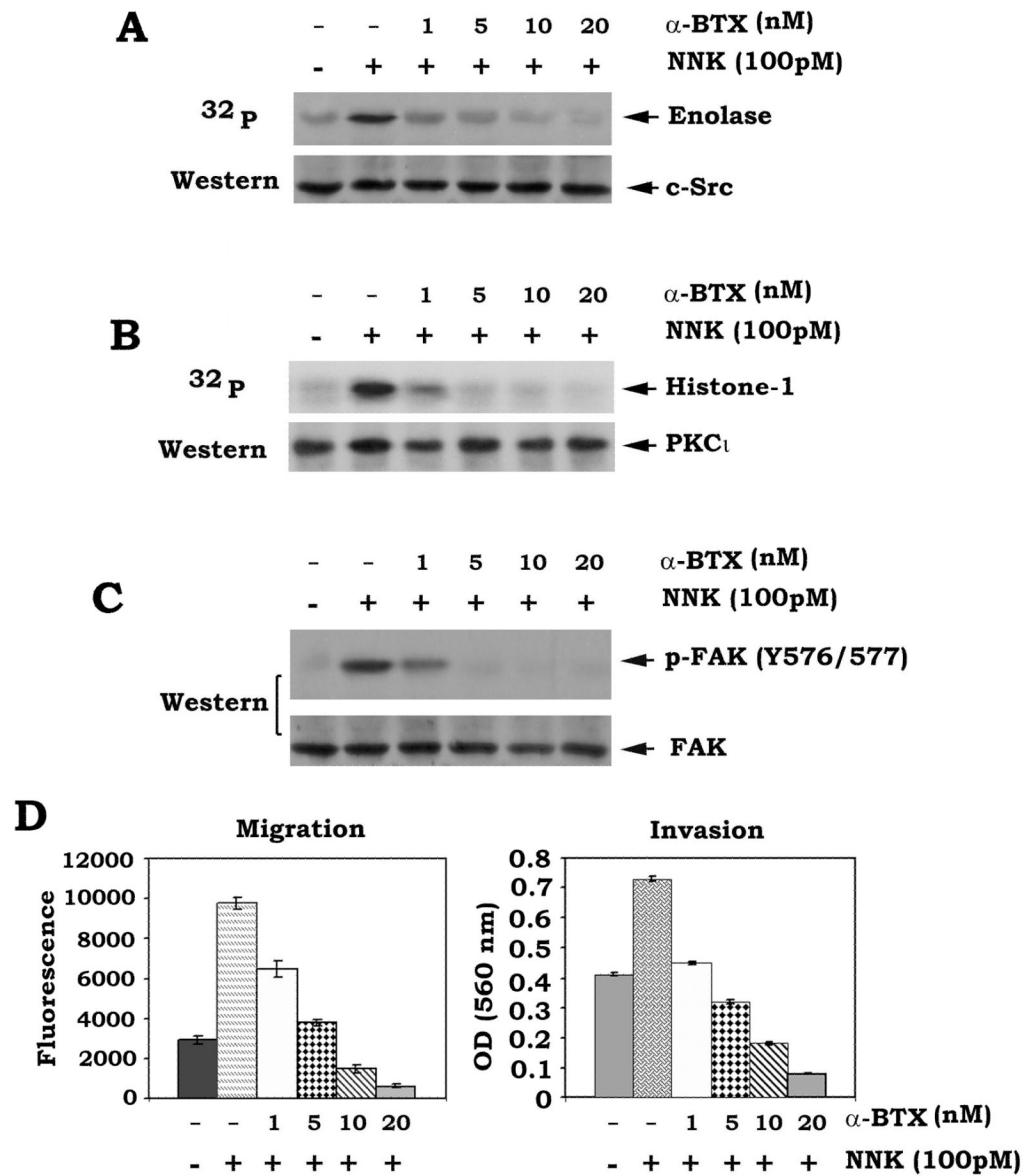 A
– – 1 5 10 20 α-BTX (nM)
- + + + + + NNK (100pM)
32P Enolase
Western c-Src
B
– – 1 5 10 20 α-BTX (nM)
- + + + + + NNK (100pM)
32P Histone-1
Western PKCι
C
– – 1 5 10 20 α-BTX (nM)
- + + + + + NNK (100pM)
p-FAK (Y576/577)
Western
FAK
D
Migration
Fluorescence
12000
10000
8000
6000
4000
2000
0
– – 1 5 10 20
- + + + + +
Invasion
OD (560 nm)
0.8
0.7
0.6
0.5
0.4
0.3
0.2
0.1
0
– – 1 5 10 20 α-BTX (nM)
- + + + + + NNK (100pM)